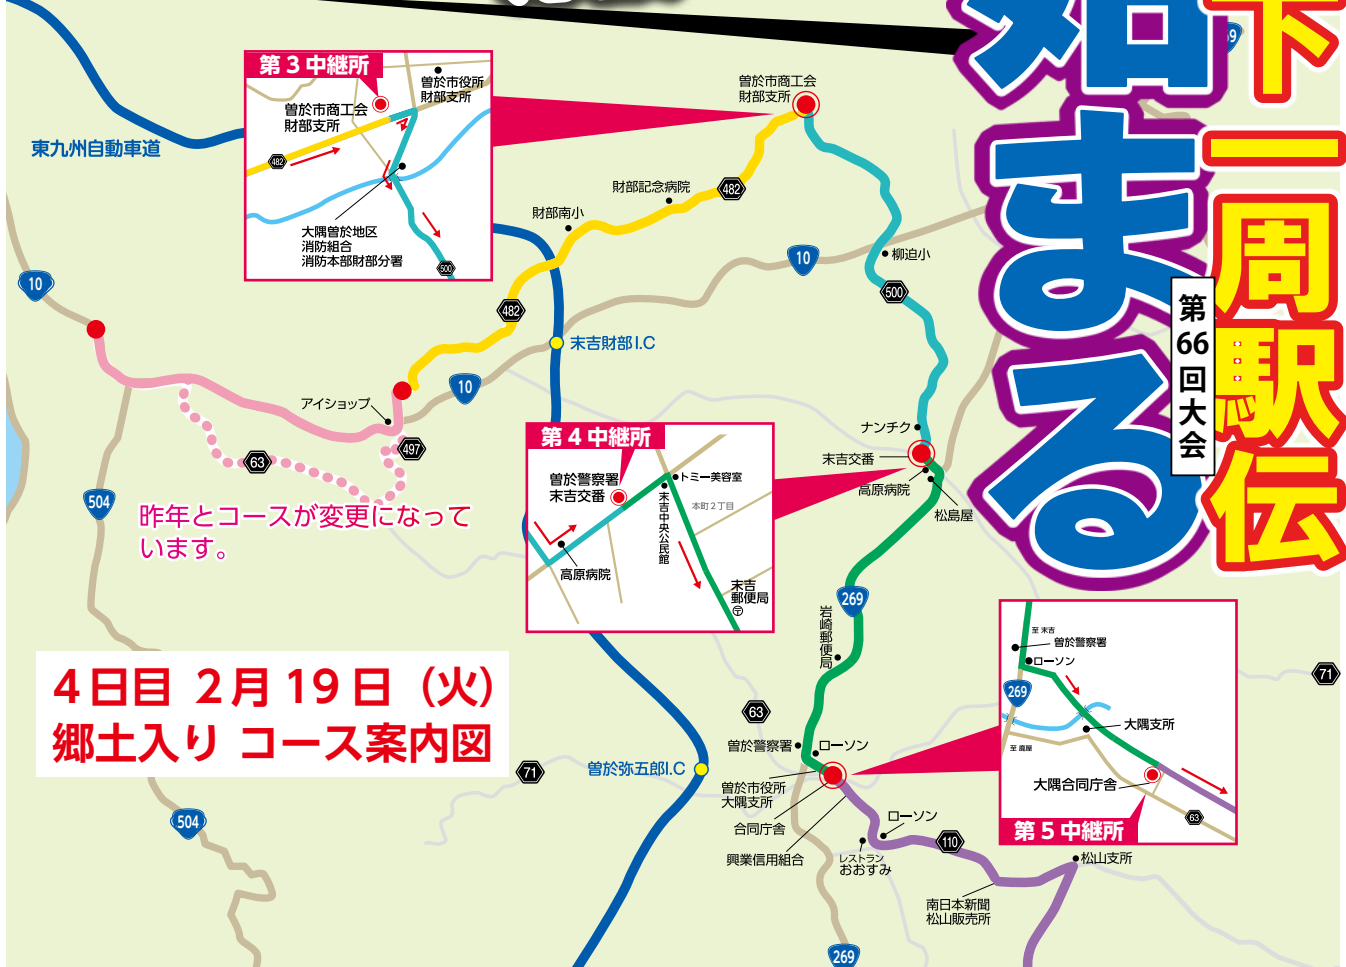 下一周駅伝
始まる
第66回大会
東九州自動車道
第3中継所
曽於市役所
財部支所
曽於市商工会
財部支所
482
大隅曽於地区
消防組合
消防本部財部分署
500
曽於市商工会
財部支所
482
財部記念病院
財部南小
10
柳迫小
500
10
482
末吉財部I.C
10
アイショップ
497
63
504
昨年とコースが変更になって
います。
第4中継所
曽於警察署
末吉交番
トミー美容室
本町2丁目
末吉中央公民館
高原病院
末吉
郵便局
ナンチク
末吉交番
高原病院
松島屋
269
岩崎郵便局
4日目 2月19日(火)
郷土入り コース案内図
至 末吉
曽於警察署
ローソン
269
大隅支所
至 鹿屋
大隅合同庁舎
63
第5中継所
71
63
曽於警察署
ローソン
曽於弥五郎I.C
71
曽於市役所
大隅支所
合同庁舎
興業信用組合
504
ローソン
110
レストラン
おおすみ
松山支所
南日本新聞
松山販売所
269